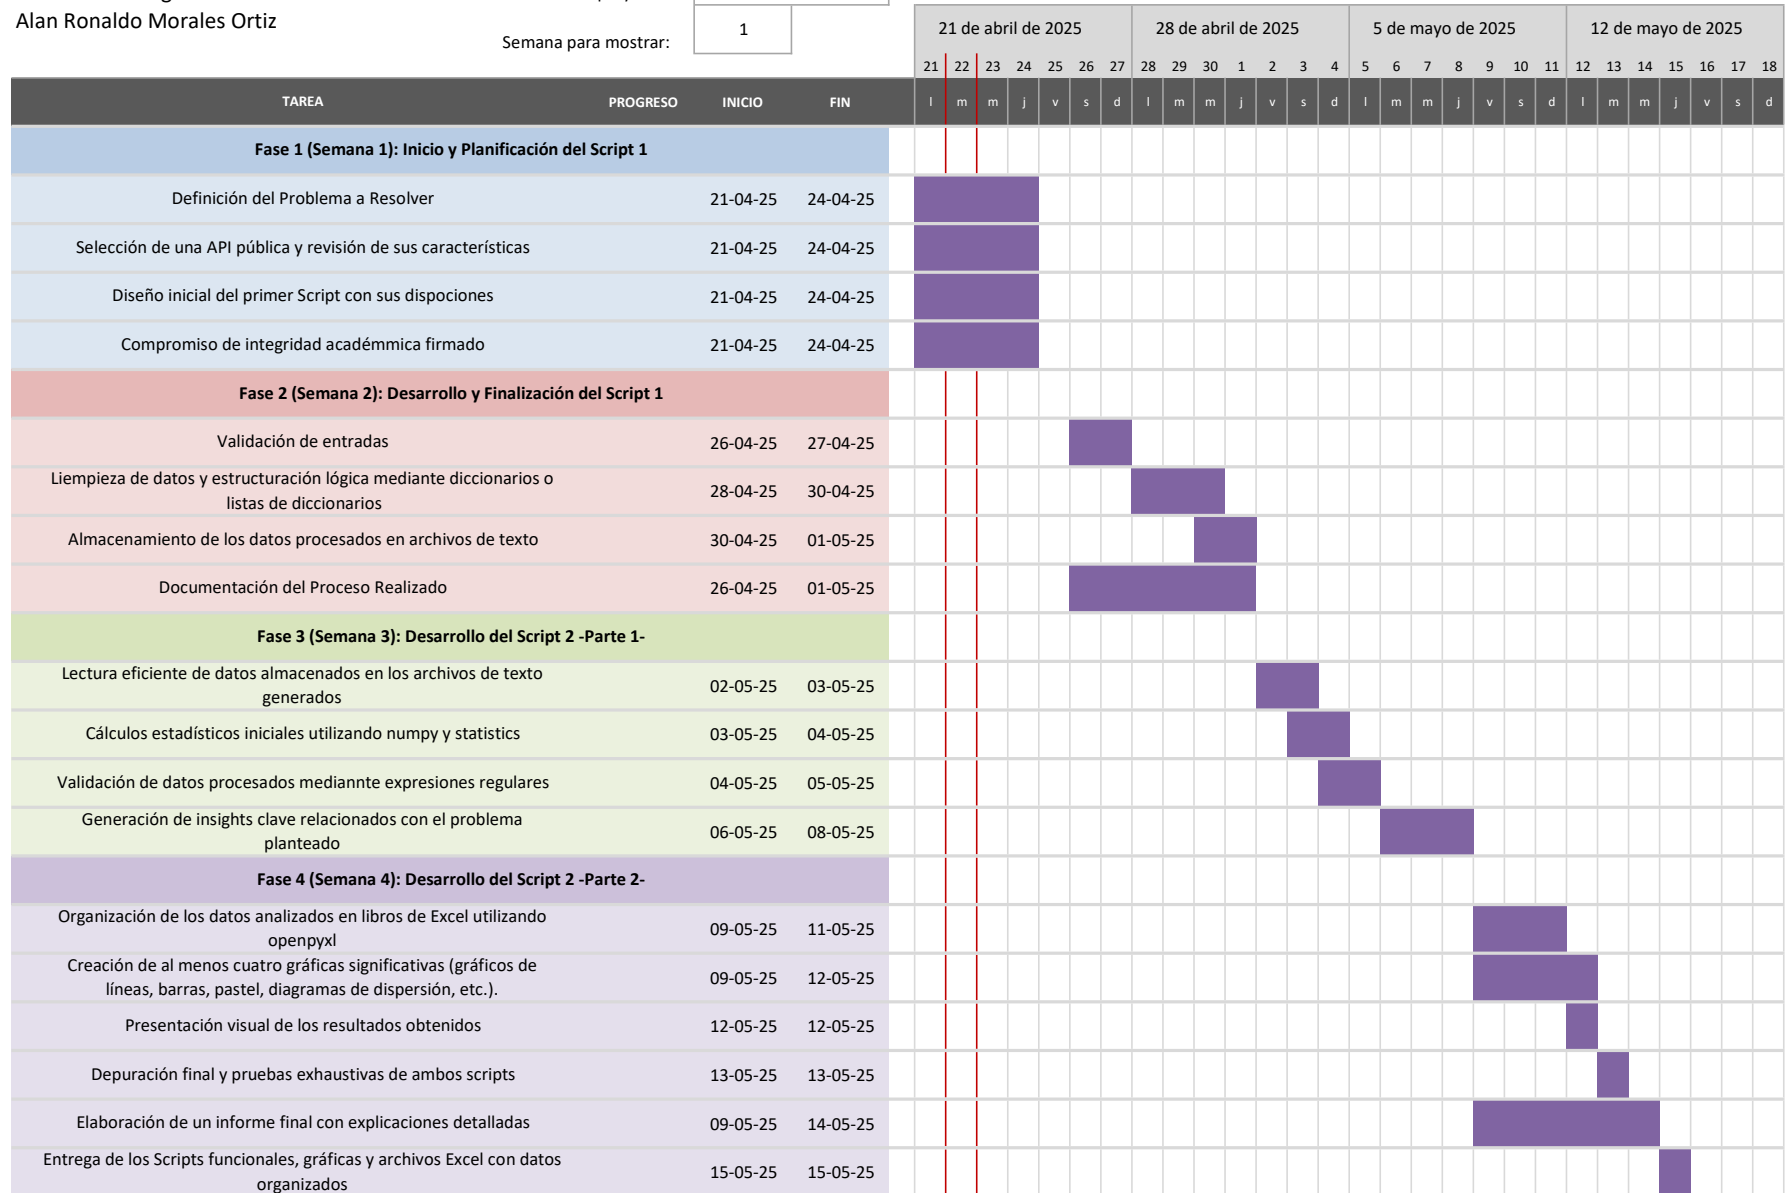 Alan Ronaldo Morales Ortiz
Semana para mostrar: 1
21 de abril de 2025 28 de abril de 2025 5 de mayo de 2025 12 de mayo de 2025
21 22 23 24 25 26 27 28 29 30 1 2 3 4 5 6 7 8 9 10 11 12 13 14 15 16 17 18
TAREA PROGRESO INICIO FIN l m m j v s d l m m j v s d l m m j v s d l m m j v s d
Fase 1 (Semana 1): Inicio y Planificación del Script 1
Definición del Problema a Resolver 21-04-25 24-04-25
Selección de una API pública y revisión de sus características 21-04-25 24-04-25
Diseño inicial del primer Script con sus dispociones 21-04-25 24-04-25
Compromiso de integridad académmica firmado 21-04-25 24-04-25
Fase 2 (Semana 2): Desarrollo y Finalización del Script 1
Validación de entradas 26-04-25 27-04-25
Liempieza de datos y estructuración lógica mediante diccionarios o
listas de diccionarios 28-04-25 30-04-25
Almacenamiento de los datos procesados en archivos de texto 30-04-25 01-05-25
Documentación del Proceso Realizado 26-04-25 01-05-25
Fase 3 (Semana 3): Desarrollo del Script 2 -Parte 1-
Lectura eficiente de datos almacenados en los archivos de texto
generados 02-05-25 03-05-25
Cálculos estadísticos iniciales utilizando numpy y statistics 03-05-25 04-05-25
Validación de datos procesados mediannte expresiones regulares 04-05-25 05-05-25
Generación de insights clave relacionados con el problema
planteado 06-05-25 08-05-25
Fase 4 (Semana 4): Desarrollo del Script 2 -Parte 2-
Organización de los datos analizados en libros de Excel utilizando
openpyxl 09-05-25 11-05-25
Creación de al menos cuatro gráficas significativas (gráficos de
líneas, barras, pastel, diagramas de dispersión, etc.). 09-05-25 12-05-25
Presentación visual de los resultados obtenidos 12-05-25 12-05-25
Depuración final y pruebas exhaustivas de ambos scripts 13-05-25 13-05-25
Elaboración de un informe final con explicaciones detalladas 09-05-25 14-05-25
Entrega de los Scripts funcionales, gráficas y archivos Excel con datos
organizados 15-05-25 15-05-25